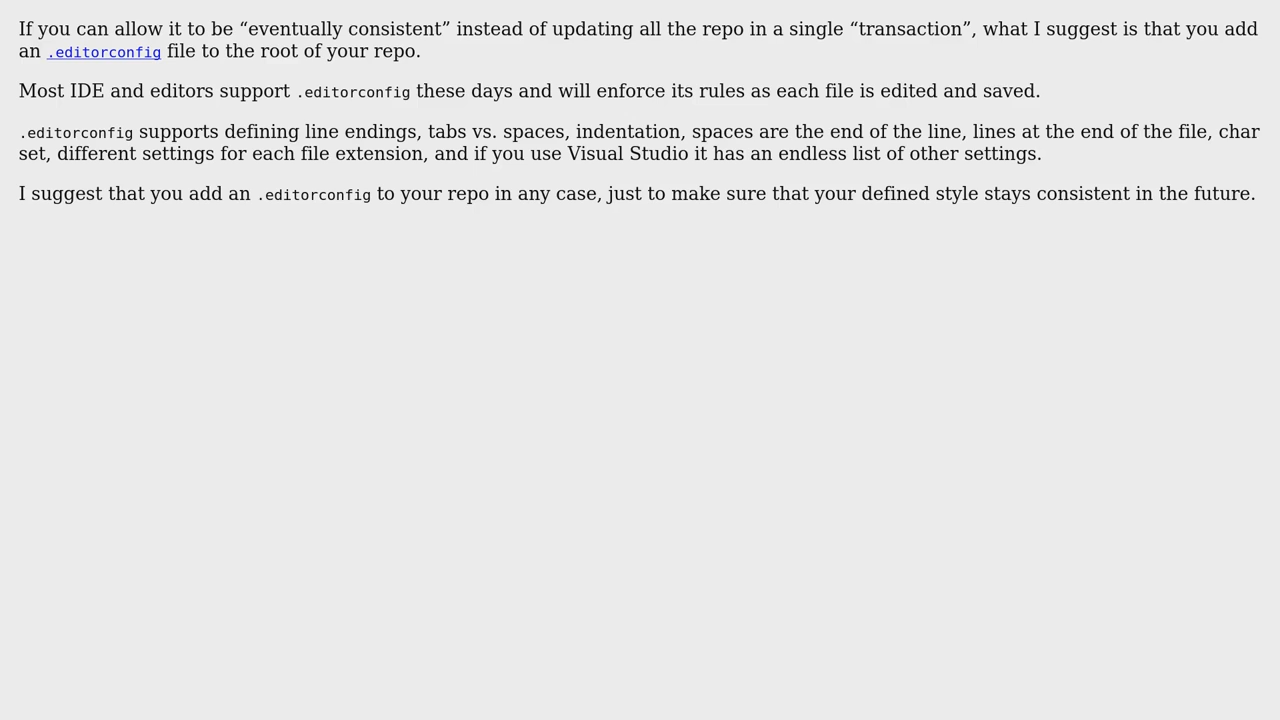 If you can allow it to be “eventually consistent” instead of updating all the repo in a single “transaction”, what I suggest is that you add
an .editorconfig file to the root of your repo.
Most IDE and editors support .editorconfig these days and will enforce its rules as each file is edited and saved.
.editorconfig supports defining line endings, tabs vs. spaces, indentation, spaces are the end of the line, lines at the end of the file, char
set, different settings for each file extension, and if you use Visual Studio it has an endless list of other settings.
I suggest that you add an .editorconfig to your repo in any case, just to make sure that your defined style stays consistent in the future.